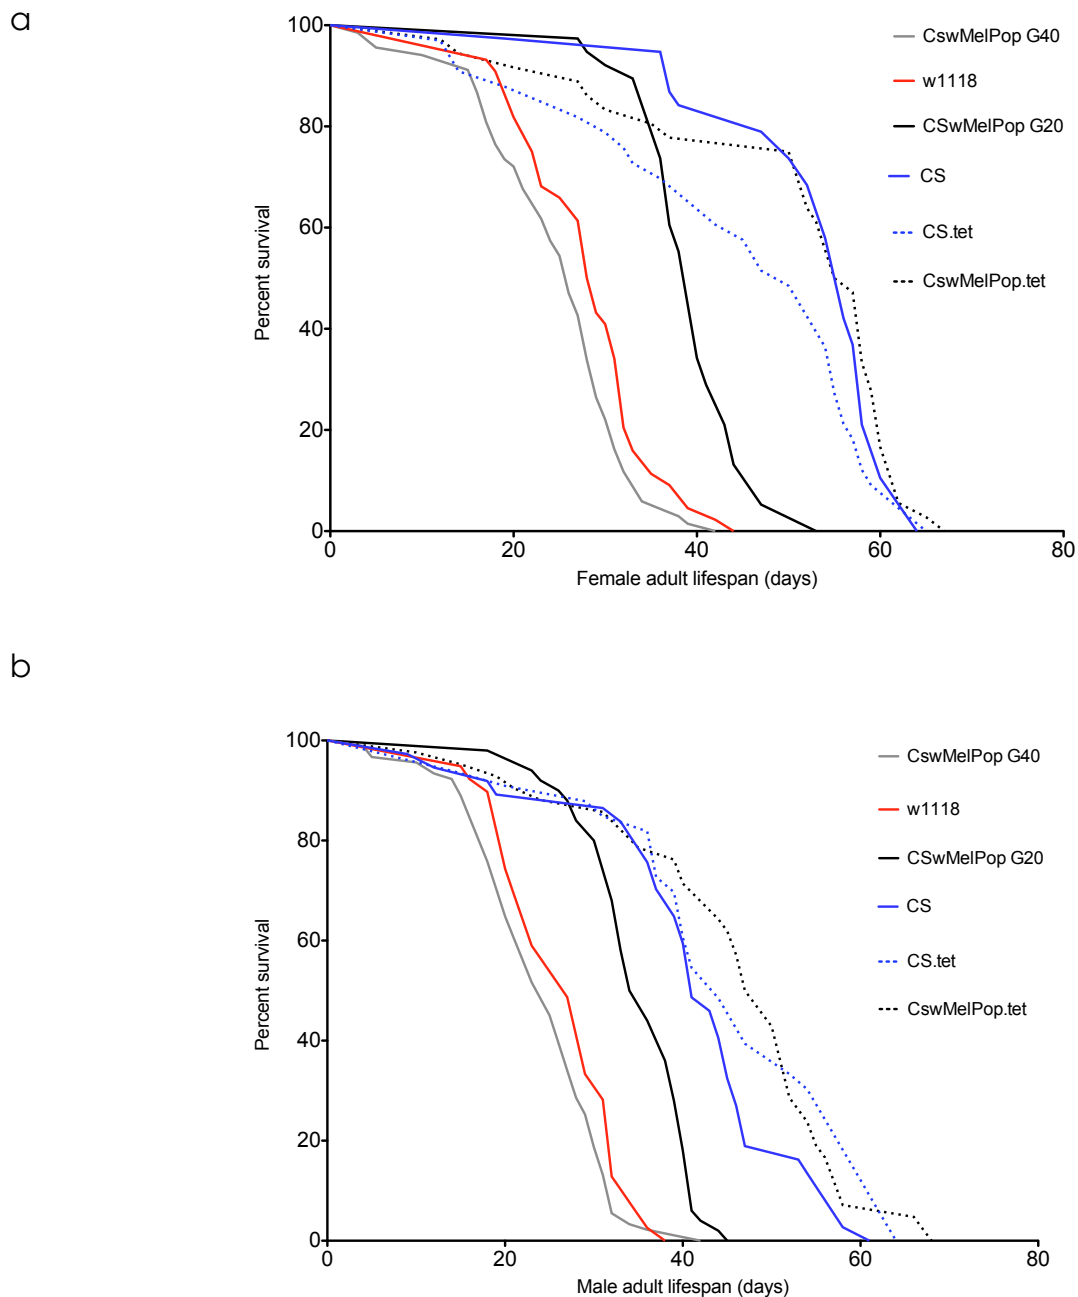 a
100
80
60
40
20
0
Percent survival
0 20 40 60 80
Female adult lifespan (days)
CswMelPop G40
w1118
CSwMelPop G20
CS
CS.tet
CswMelPop.tet
b
100
80
60
40
20
0
Percent survival
0 20 40 60 80
Male adult lifespan (days)
CswMelPop G40
w1118
CSwMelPop G20
CS
CS.tet
CswMelPop.tet